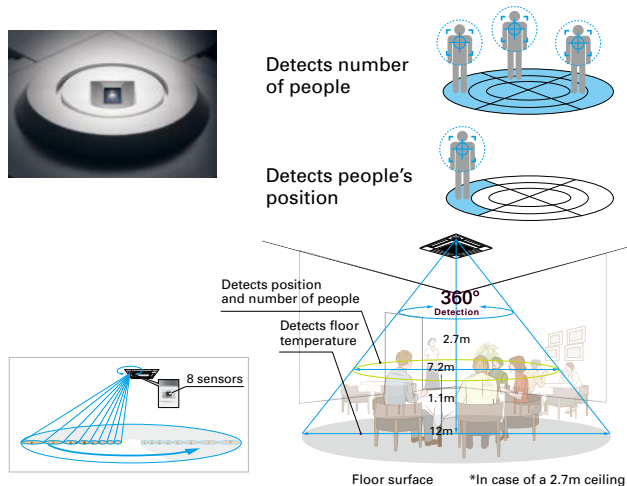 Detects number
of people
Detects people's
position
Detects position
and number of people
360°
Detection
Detects floor
temperature
2.7m
7.2m
8 sensors
1.1m
12m
Floor surface
*In case of a 2.7m ceiling